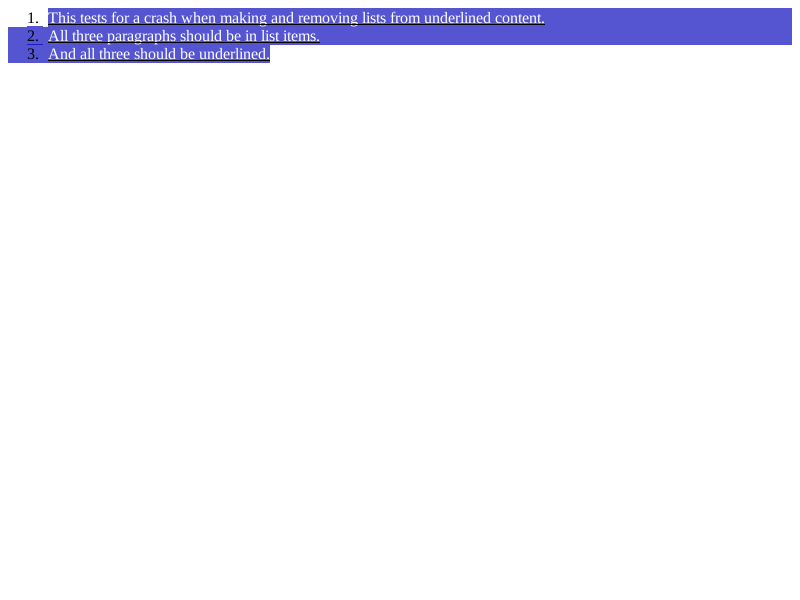 1. This tests for a crash when making and removing lists from underlined content.
2. All three paragraphs should be in list items.
3. And all three should be underlined.